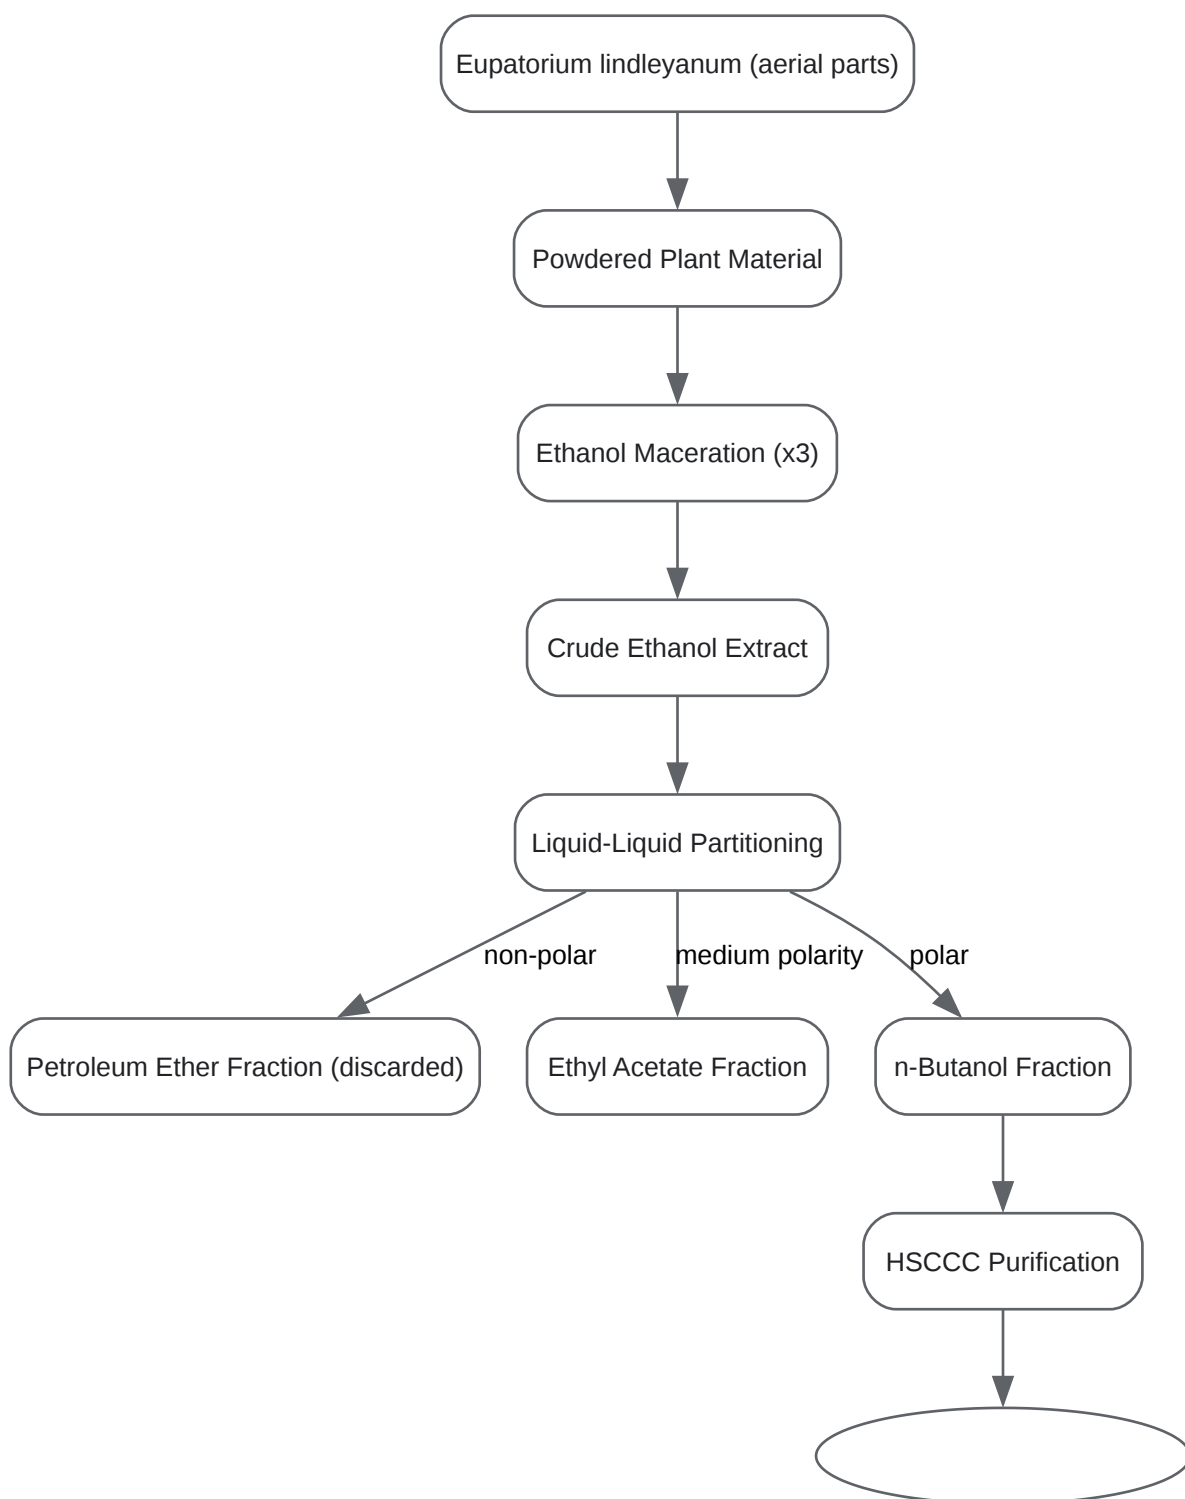 Eupatorium lindleyanum (aerial parts)
Powdered Plant Material
Ethanol Maceration (x3)
Crude Ethanol Extract
Liquid-Liquid Partitioning
non-polar
medium polarity
polar
Petroleum Ether Fraction (discarded)
Ethyl Acetate Fraction
n-Butanol Fraction
HSCCC Purification